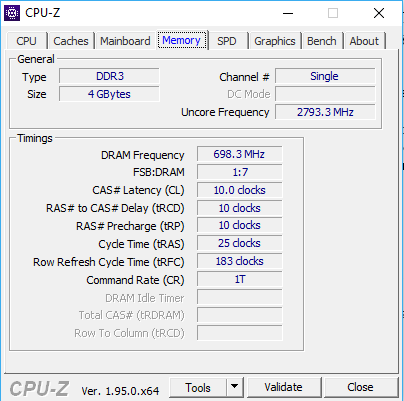 CPU-Z
CPU Caches Mainboard Memory SPD Graphics Bench About
General
Type DDR3 Channel # Single
Size 4 GBytes DC Mode
Uncore Frequency 2793.3 MHz
Timings
DRAM Frequency 698.3 MHz
FSB:DRAM 1:7
CAS# Latency (CL) 10.0 clocks
RAS# to CAS# Delay (tRCD) 10 clocks
RAS# Precharge (tRP) 10 clocks
Cycle Time (tRAS) 25 clocks
Row Refresh Cycle Time (tRFC) 183 clocks
Command Rate (CR) 1T
DRAM Idle Timer
Total CAS# (tRDRAM)
Row To Column (tRCD)
CPU-Z Ver. 1.95.0.x64 Tools Validate Close